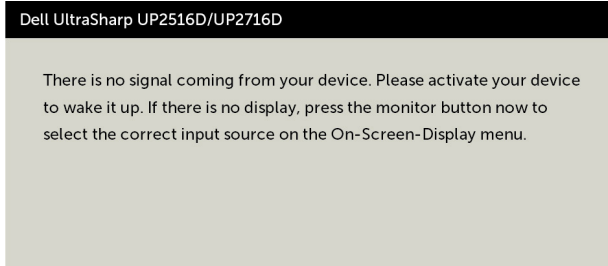 Dell UltraSharp UP2516D/UP2716D
There is no signal coming from your device. Please activate your device
to wake it up. If there is no display, press the monitor button now to
select the correct input source on the On-Screen-Display menu.